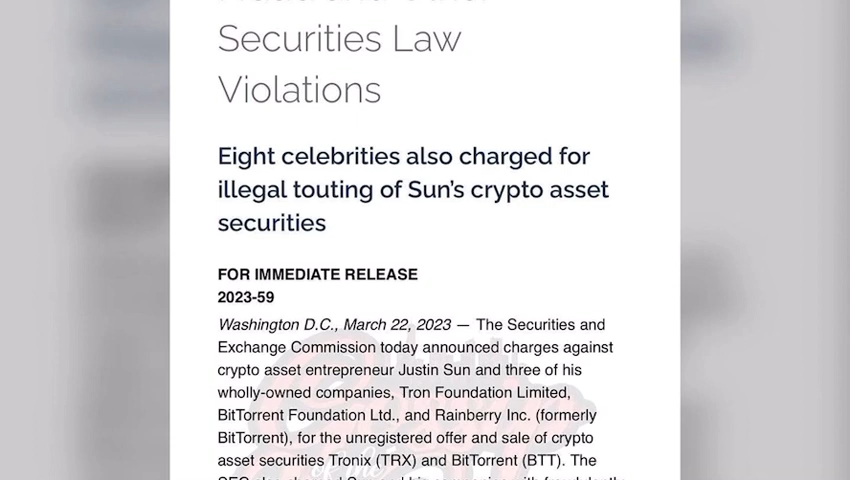 Securities Law
Violations
Eight celebrities also charged for
illegal touting of Sun's crypto asset
securities
FOR IMMEDIATE RELEASE
2023-59
Washington D.C., March 22, 2023 — The Securities and
Exchange Commission today announced charges against
crypto asset entrepreneur Justin Sun and three of his
wholly-owned companies, Tron Foundation Limited,
BitTorrent Foundation Ltd., and Rainberry Inc. (formerly
BitTorrent), for the unregistered offer and sale of crypto
asset securities Tronix (TRX) and BitTorrent (BTT). The